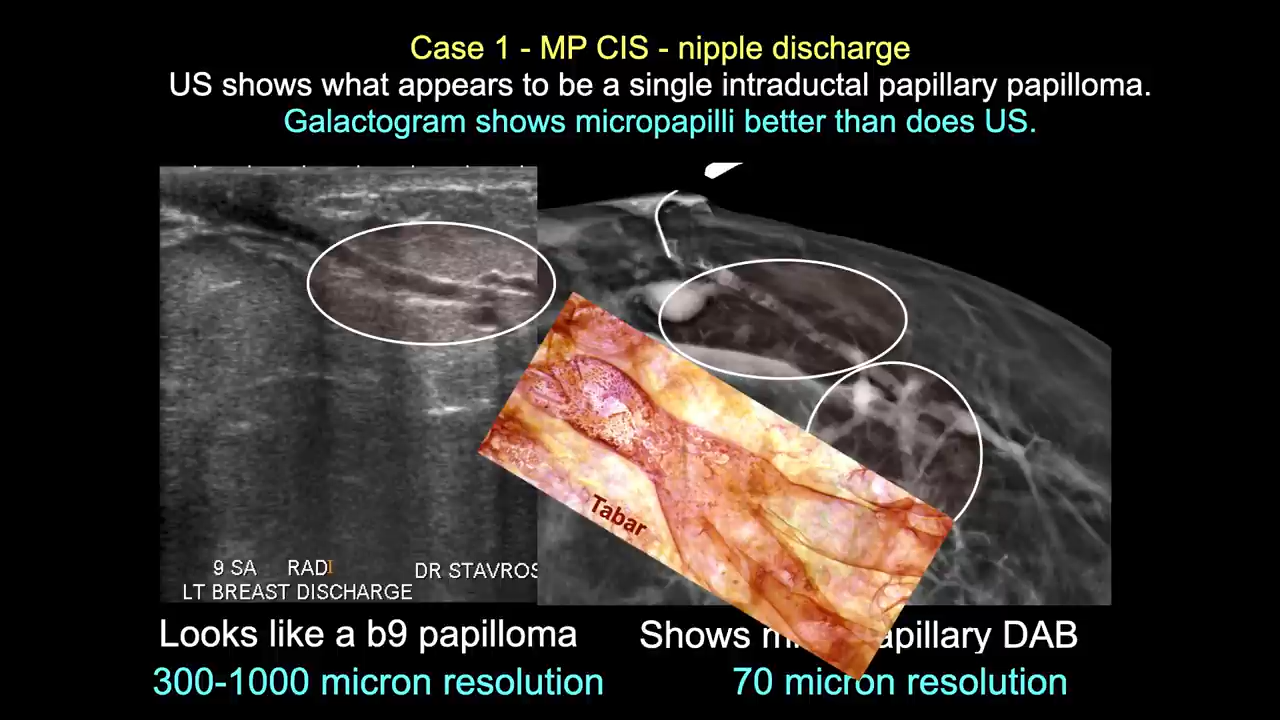 Case 1 - MP CIS - nipple discharge
US shows what appears to be a single intraductal papillary papilloma.
Galactogram shows micropapilli better than does US.
Tabar
9 SA RADI
DR STAVROS
LT BREAST DISCHARGE
Looks like a b9 papilloma
Shows apillary DAB
300-1000 micron resolution
70 micron resolution